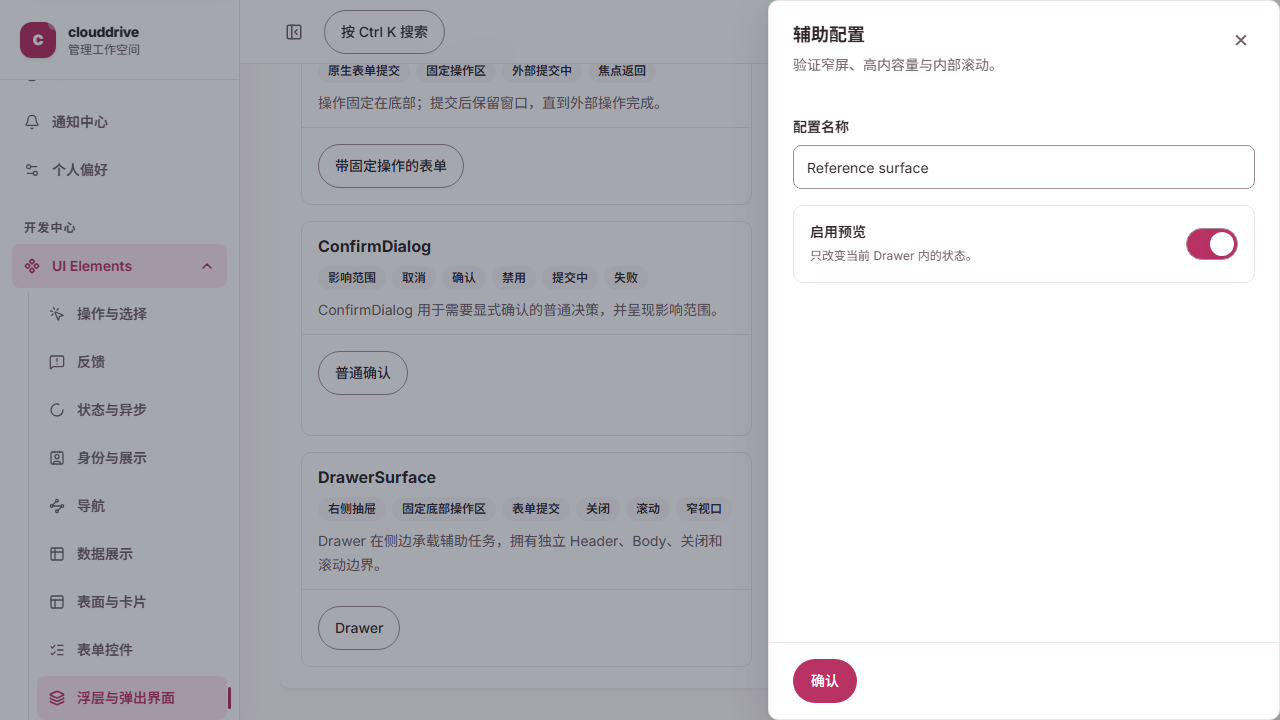 C
clouddrive
管理工作空间
通知中心
个人偏好
开发中心
UI Elements
操作与选择
反馈
状态与异步
身份与展示
导航
数据展示
表面与卡片
表单控件
浮层与弹出界面
按 Ctrl K 搜索
原生表单提交 固定操作区 外部提交中 焦点返回
操作固定在底部；提交后保留窗口，直到外部操作完成。
带固定操作的表单
ConfirmDialog
影响范围 取消 确认 禁用 提交中 失败
ConfirmDialog 用于需要显式确认的普通决策，并呈现影响范围。
普通确认
DrawerSurface
右侧抽屉 固定底部操作区 表单提交 关闭 滚动 窄视口
Drawer 在侧边承载辅助任务，拥有独立 Header、Body、关闭和
滚动边界。
Drawer
辅助配置
验证窄屏、高内容量与内部滚动。
配置名称
Reference surface
启用预览
只改变当前 Drawer 内的状态。
确认